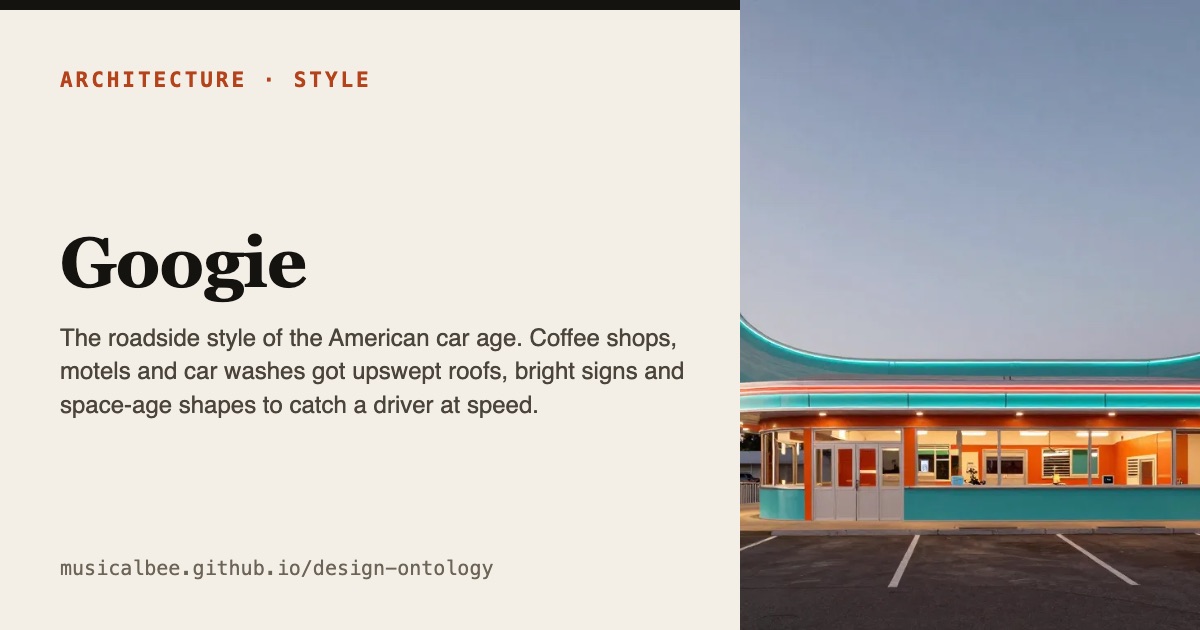 ARCHITECTURE · STYLE
Googie
The roadside style of the American car age. Coffee shops,
motels and car washes got upswept roofs, bright signs and
space-age shapes to catch a driver at speed.
musicalbee.github.io/design-ontology